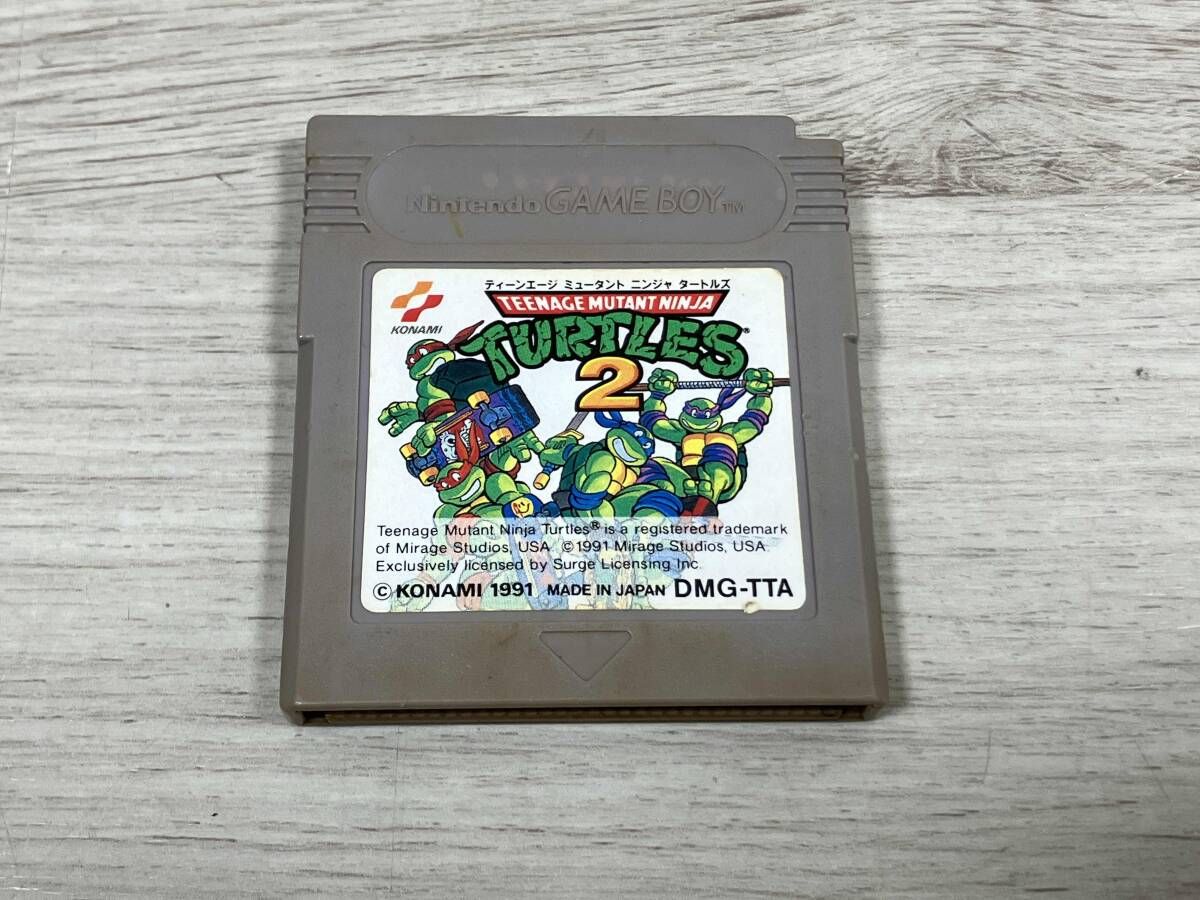 Nintendo GAME BOY TM
ティーンエージ ミュータント ニンジャ タートルズ
KONAMI
TEENAGE MUTANT NINJA
TURTLES®
2
Teenage Mutant Ninja Turtles® is a registered trademark
of Mirage Studios, USA. ©1991 Mirage Studios, USA.
Exclusively licensed by Surge Licensing Inc.
©KONAMI 1991 MADE IN JAPAN DMG-TTA